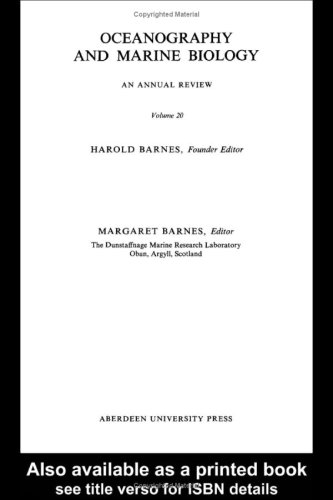 Copyrighted Material
OCEANOGRAPHY
AND MARINE BIOLOGY
AN ANNUAL REVIEW
Volume 20
HAROLD BARNES, Founder Editor
MARGARET BARNES, Editor
The Dunstaffnage Marine Research Laboratory
Oban, Argyll, Scotland
ABERDEEN UNIVERSITY PRESS
Also available as a printed book
see title verso for ISBN details
Copyrighted Material